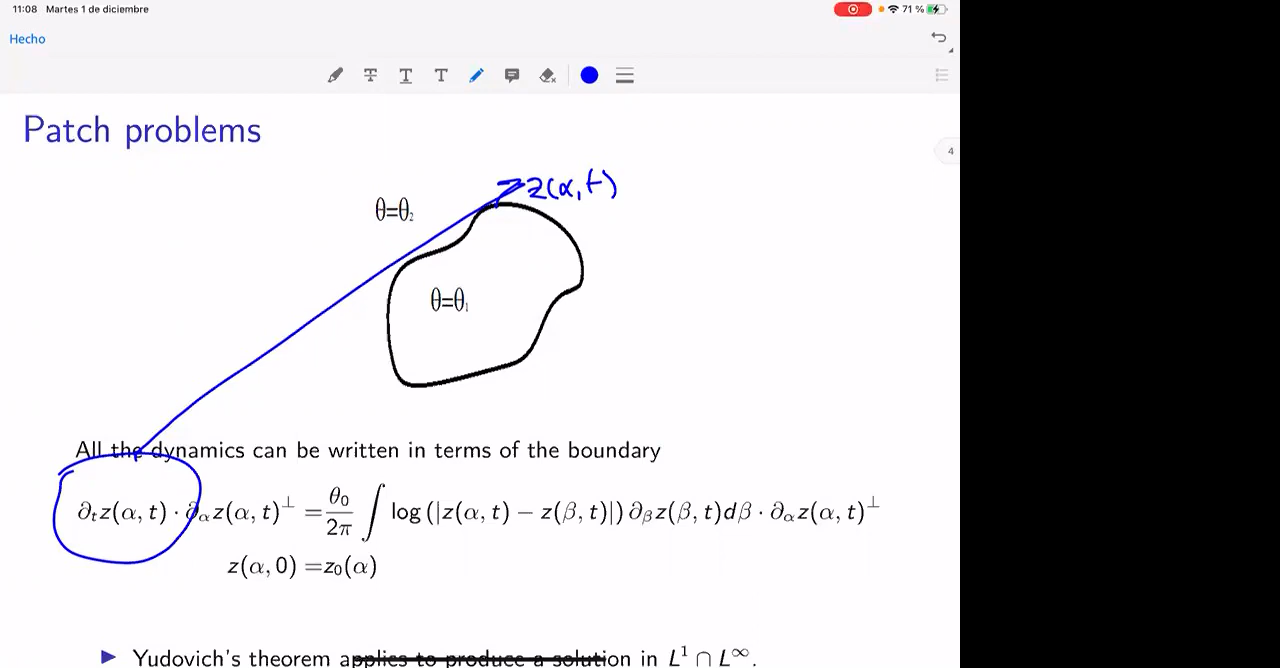 11:08 Martes 1 de diciembre
71 %
Hecho
T T T
4
Patch problems
z(α, t)
θ=θ₂
θ=θ₁
All the dynamics can be written in terms of the boundary
∂ₜz(α, t) · ∂_αz(α, t)^⊥ = θ₀/2π ∫ log (|z(α, t) − z(β, t)|) ∂_βz(β, t)dβ · ∂_αz(α, t)^⊥
z(α, 0) =z₀(α)
▶ Yudovich's theorem applies to produce a solution in L¹ ∩ L^∞.